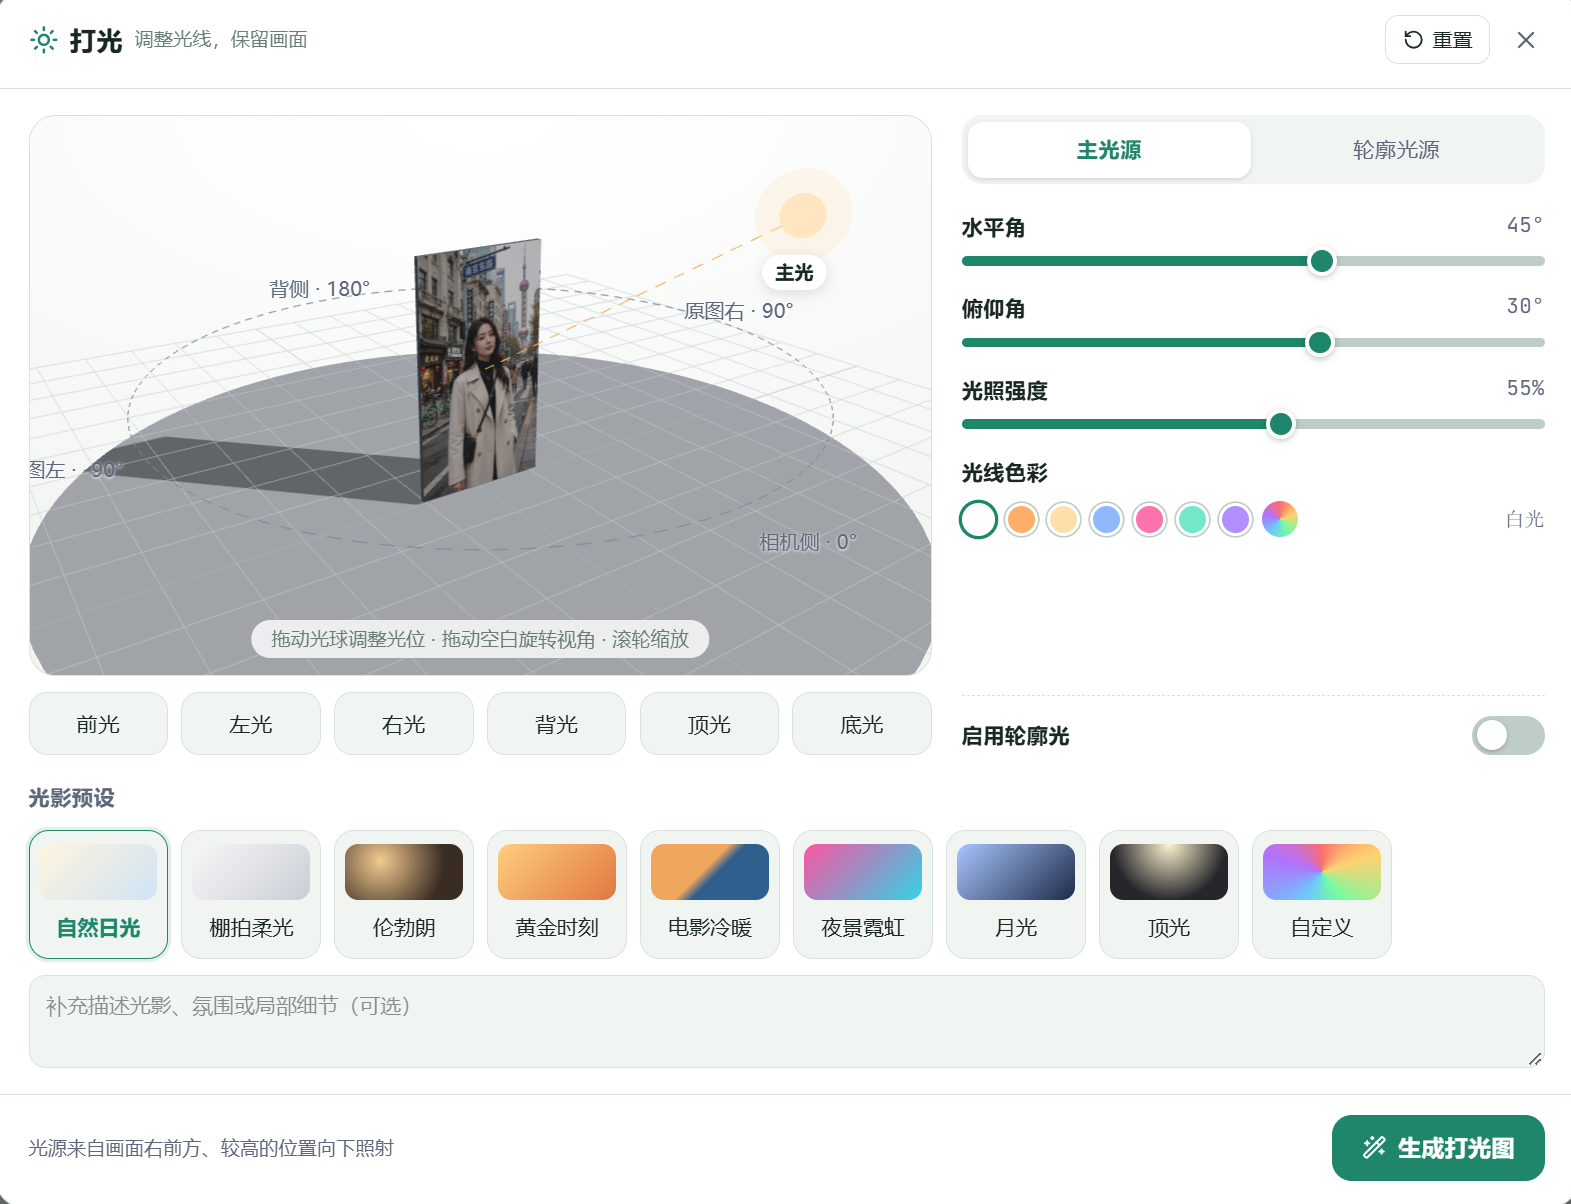 打光 调整光线，保留画面
重置
背侧 · 180°
主光
原图右 · 90°
图左 · -90°
相机侧 · 0°
拖动光球调整光位 · 拖动空白旋转视角 · 滚轮缩放
主光源 轮廓光源
水平角 45°
俯仰角 30°
光照强度 55%
光线色彩
白光
启用轮廓光
前光 左光 右光 背光 顶光 底光
光影预设
自然日光 棚拍柔光 伦勃朗 黄金时刻 电影冷暖 夜景霓虹 月光 顶光 自定义
补充描述光影、氛围或局部细节（可选）
光源来自画面右前方、较高的位置向下照射
生成打光图